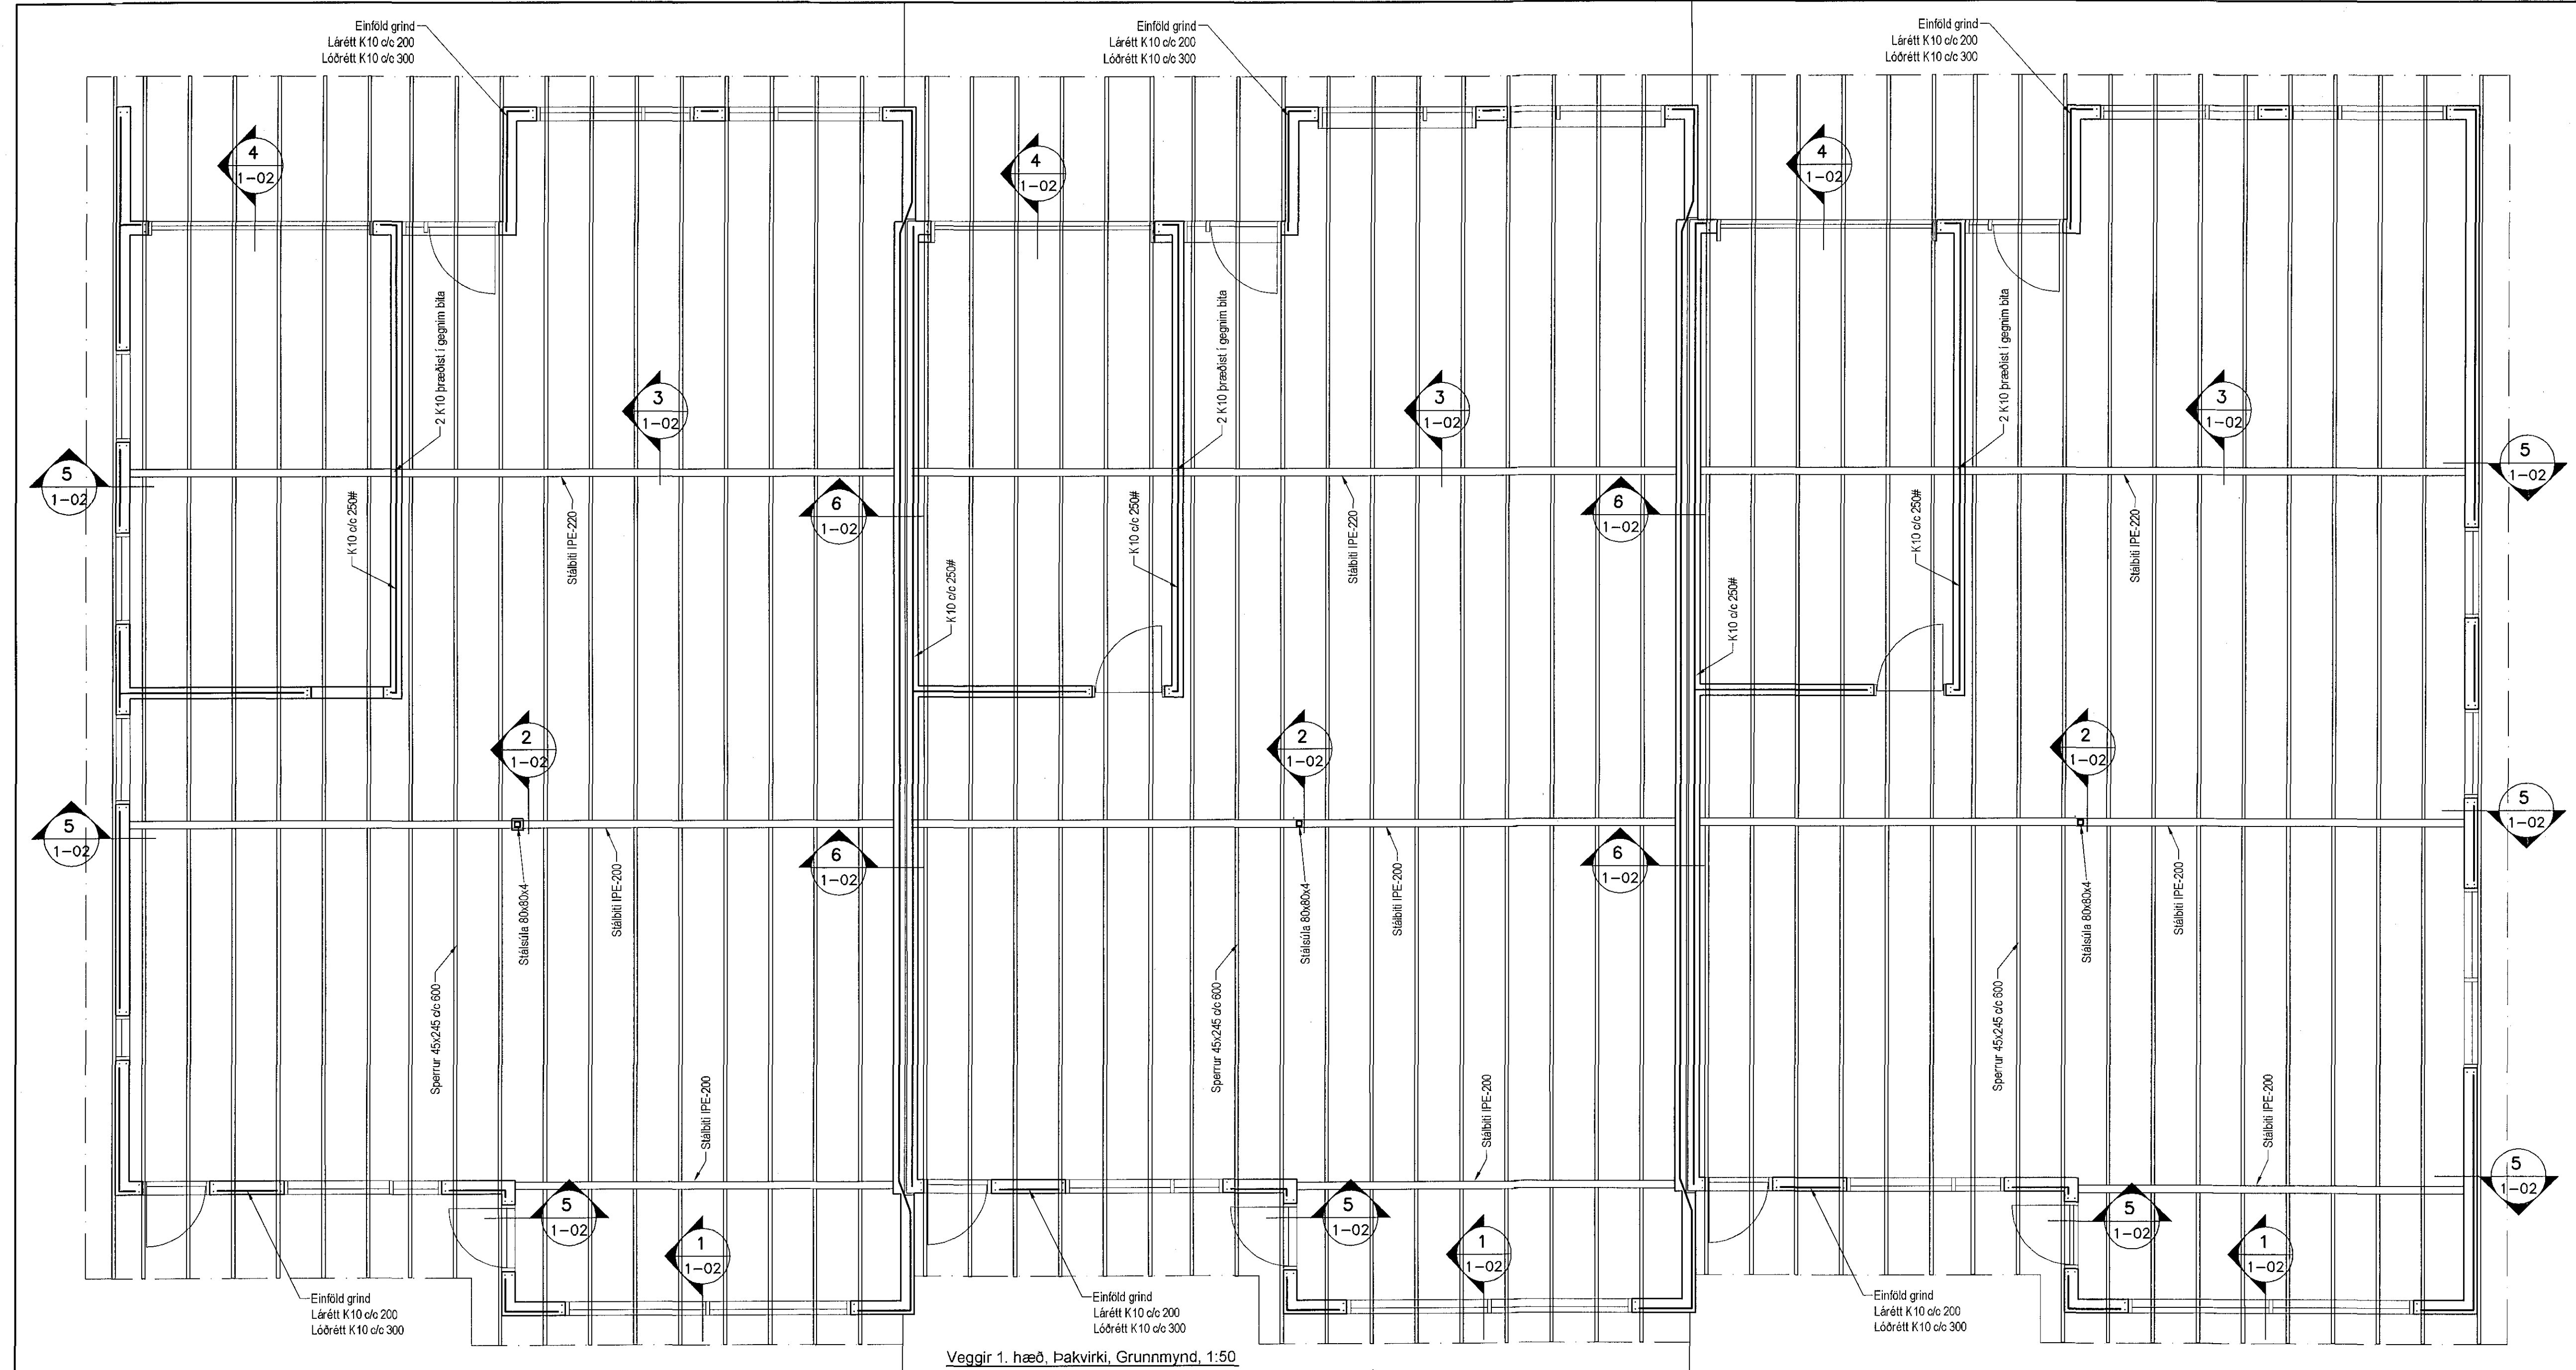 Einföld grind
Lárétt K10 c/c 200
Lóðrétt K10 c/c 300
Einföld grind
Lárétt K10 c/c 200
Lóðrétt K10 c/c 300
Einföld grind
Lárétt K10 c/c 200
Lóðrétt K10 c/c 300
4
1-02
4
1-02
4
1-02
2 K10 þræðist í gegnim bita
2 K10 þræðist í gegnim bita
2 K10 þræðist í gegnim bita
3
1-02
3
1-02
3
1-02
5
1-02
5
1-02
K10 c/c 250#
Stálbiti IPE-220
6
1-02
K10 c/c 250#
K10 c/c 250#
Stálbiti IPE-220
6
1-02
K10 c/c 250#
K10 c/c 250#
Stálbiti IPE-220
2
1-02
2
1-02
2
1-02
5
1-02
5
1-02
Stálsúla 80x80x4
Stálbiti IPE-200
6
1-02
Stálsúla 80x80x4
Stálbiti IPE-200
6
1-02
Stálsúla 80x80x4
Stálbiti IPE-200
Sperrur 45x245 c/c 600
Stálbiti IPE-200
Sperrur 45x245 c/c 600
Stálbiti IPE-200
Sperrur 45x245 c/c 600
Stálbiti IPE-200
5
1-02
5
1-02
5
1-02
5
1-02
1
1-02
1
1-02
1
1-02
Einföld grind
Lárétt K10 c/c 200
Lóðrétt K10 c/c 300
Einföld grind
Lárétt K10 c/c 200
Lóðrétt K10 c/c 300
Einföld grind
Lárétt K10 c/c 200
Lóðrétt K10 c/c 300
Veggir 1. hæð, Þakvirki, Grunnmynd, 1:50